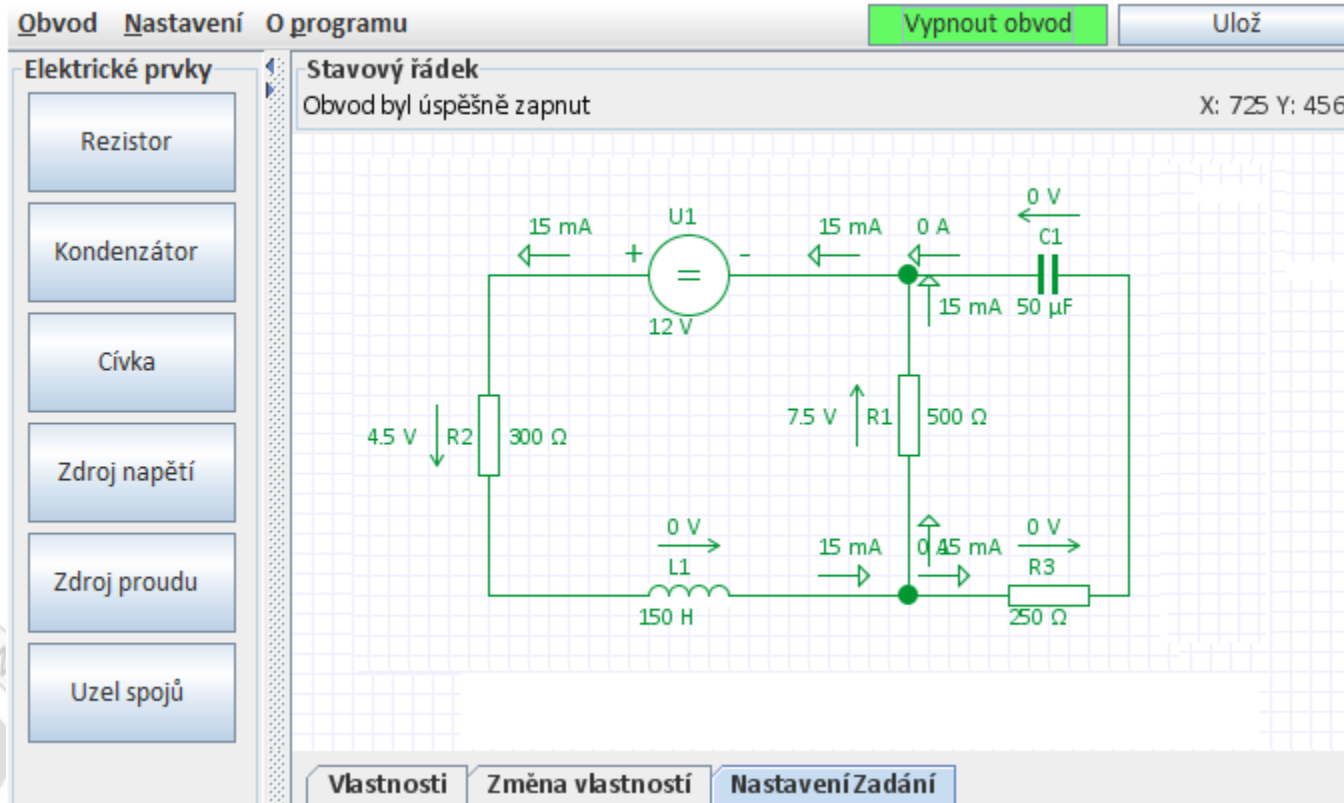 Obvod Nastavení O programu
Vypnout obvod
Ulož
Elektrické prvky
Rezistor
Kondenzátor
Cívka
Zdroj napětí
Zdroj proudu
Uzel spojů
Stavový řádek
Obvod byl úspěšně zapnut
X: 725 Y: 456
0 V
15 mA
U1
15 mA
0 A
C1
+
-
=
12 V
15 mA
50 µF
4.5 V
R2
300 Ω
7.5 V
R1
500 Ω
0 V
15 mA
0 A
15 mA
0 V
L1
R3
150 H
250 Ω
Vlastnosti
Změna vlastností
Nastavení Zadání